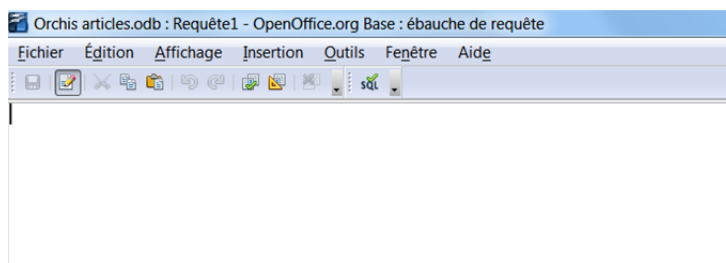 Orchis articles.odb : Requête1 - OpenOffice.org Base : ébauche de requête
Fichier Édition Affichage Insertion Outils Fenêtre Aide
SQL